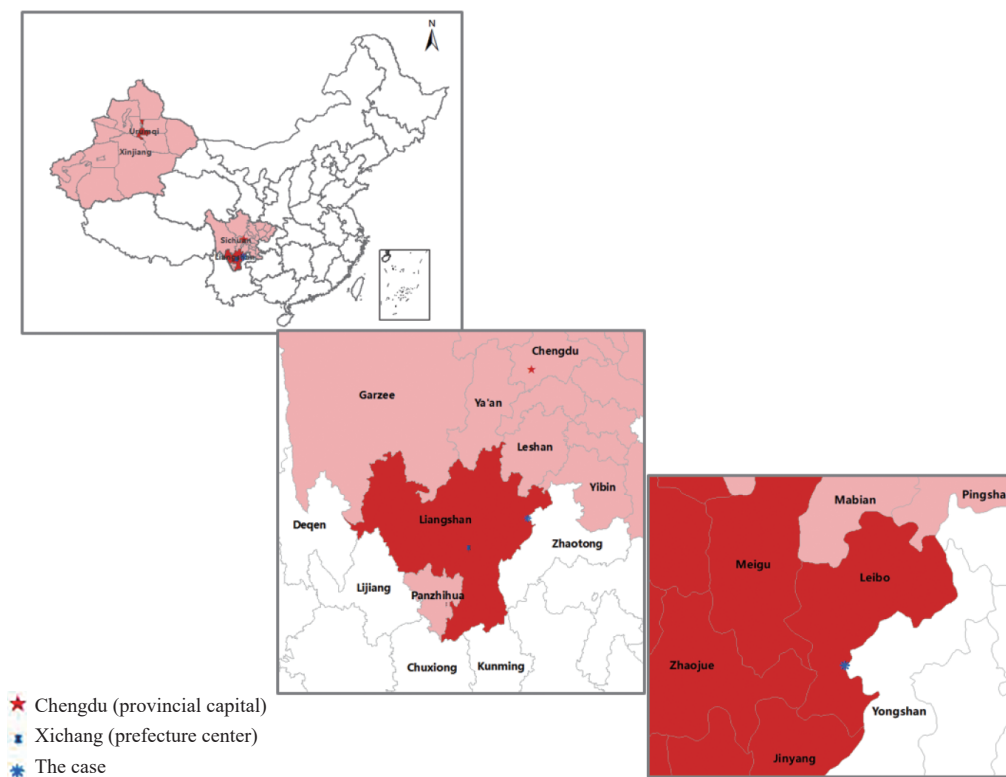 N
Urumqi
Xinjiang
Sichuan
Liangshan
Chengdu
Garzee
Ya'an
Leshan
Yibin
Liangshan
Deqen
Zhaotong
Lijiang
Panzhihua
Chuxiong
Kunming
Mabian
Pingsha
Meigu
Leibo
Zhaojue
Yongshan
Jinyang
Chengdu (provincial capital)
Xichang (prefecture center)
The case